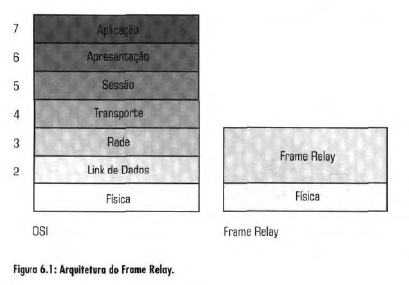 7 Aplicação
6 Apresentação
5 Sessão
4 Transporte
3 Rede
2 Link de Dados
Física
OSI
Frame Relay
Física
Frame Relay
Figura 6.1: Arquitetura do Frame Relay.